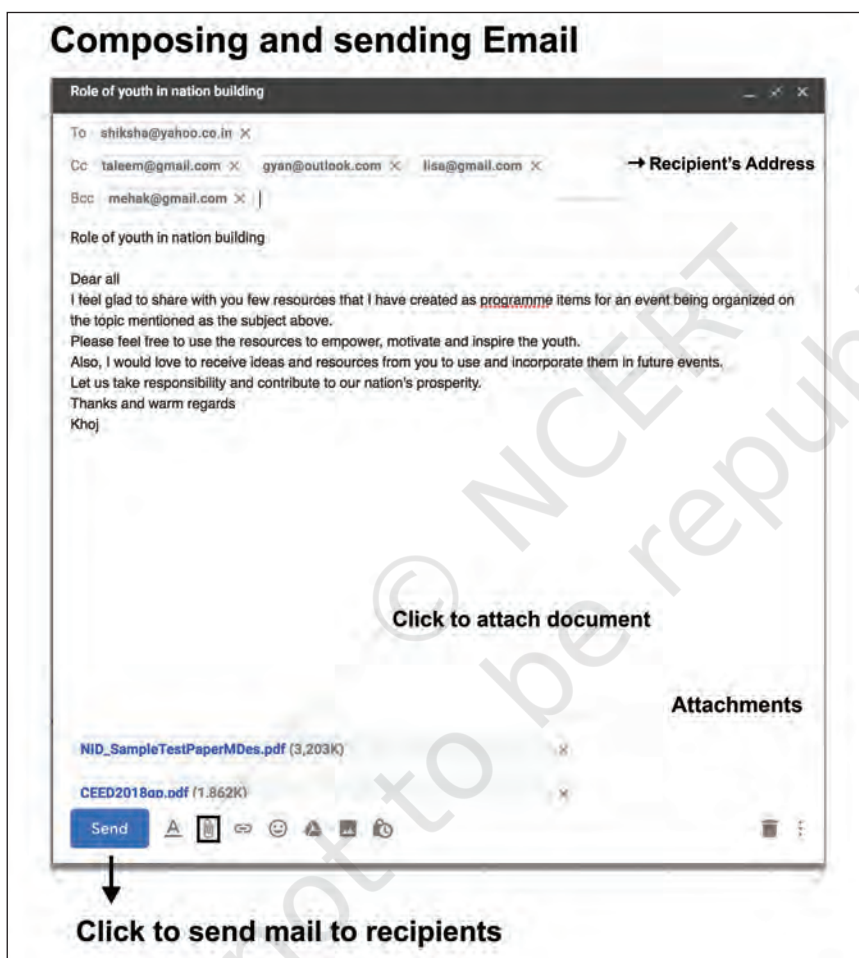 Composing and sending Email
Role of youth in nation building
To shiksha@yahoo.co.in ×
Cc taleem@gmail.com × gyan@outlook.com × lisa@gmail.com × → Recipient's Address
Bcc mehak@gmail.com ×
Role of youth in nation building
Dear all
I feel glad to share with you few resources that I have created as programme items for an event being organized on
the topic mentioned as the subject above.
Please feel free to use the resources to empower, motivate and inspire the youth.
Also, I would love to receive ideas and resources from you to use and incorporate them in future events.
Let us take responsibility and contribute to our nation's prosperity.
Thanks and warm regards
Khoj
Click to attach document
Attachments
NID_SampleTestPaperMDes.pdf (3,203K) ×
CEED2018qp.pdf (1,862K) ×
Send
Click to send mail to recipients
© NCERT
not to be repub